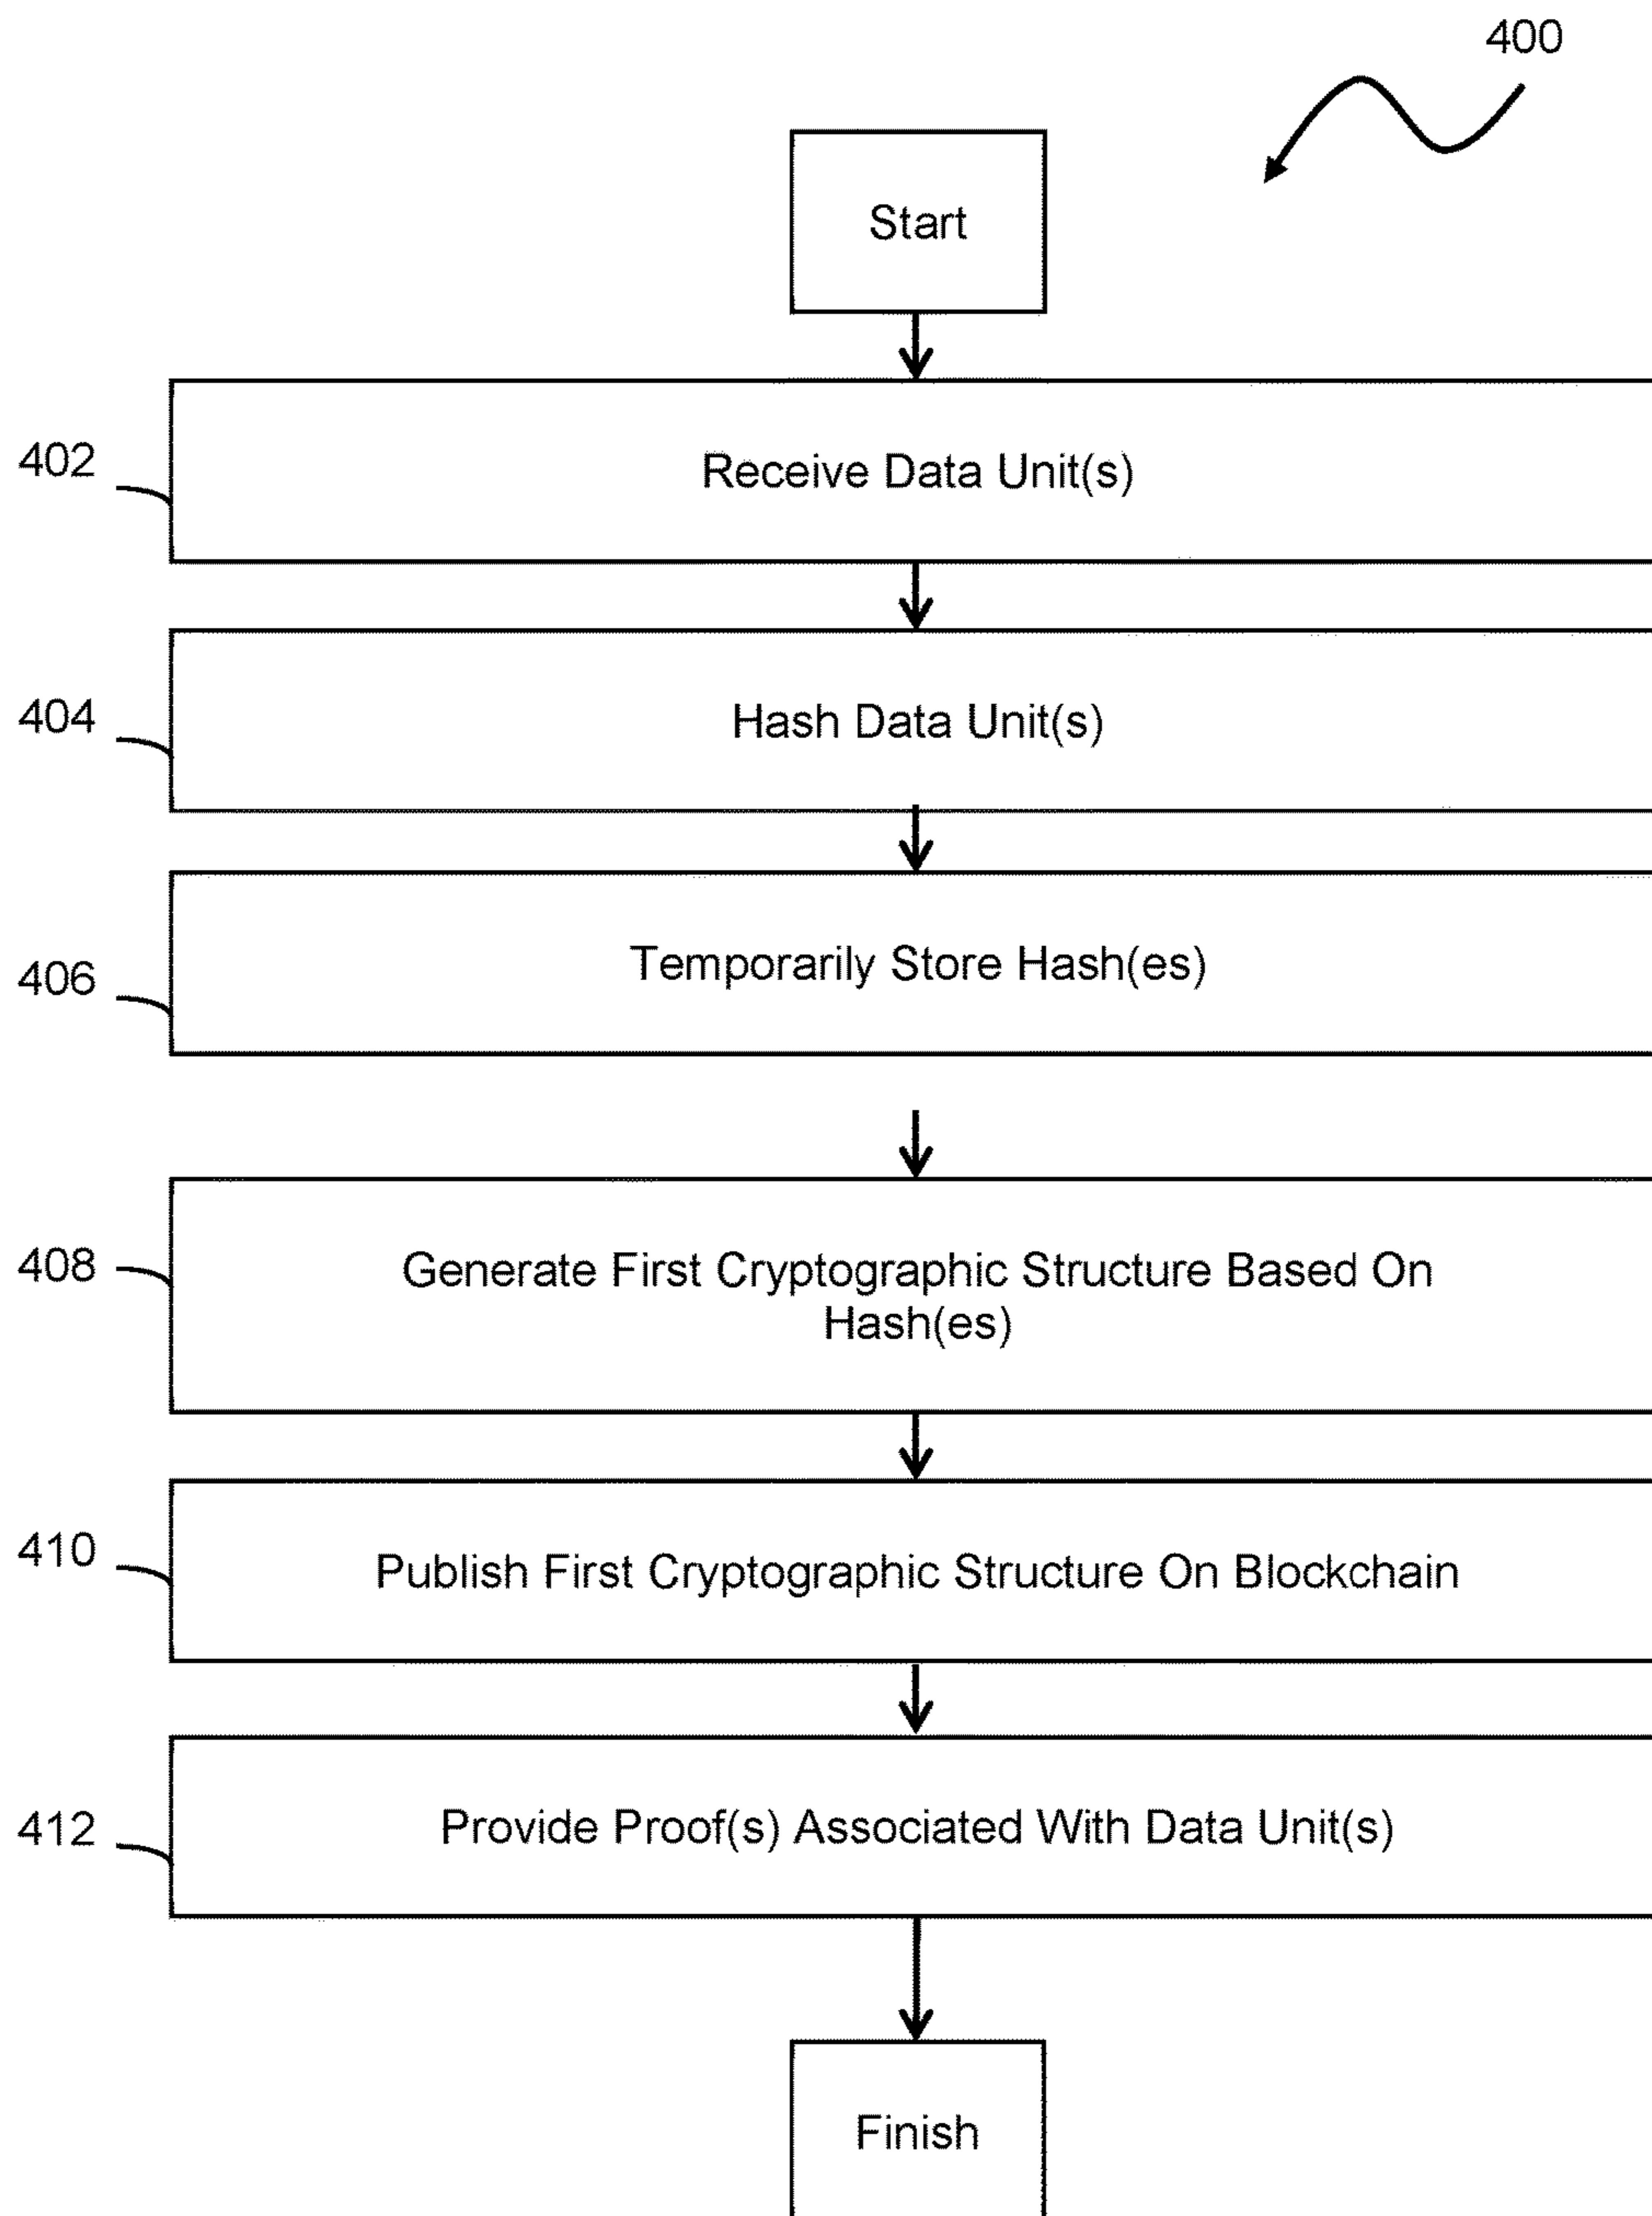 400
Start
402
Receive Data Unit(s)
404
Hash Data Unit(s)
406
Temporarily Store Hash(es)
408
Generate First Cryptographic Structure Based On
Hash(es)
410
Publish First Cryptographic Structure On Blockchain
412
Provide Proof(s) Associated With Data Unit(s)
Finish